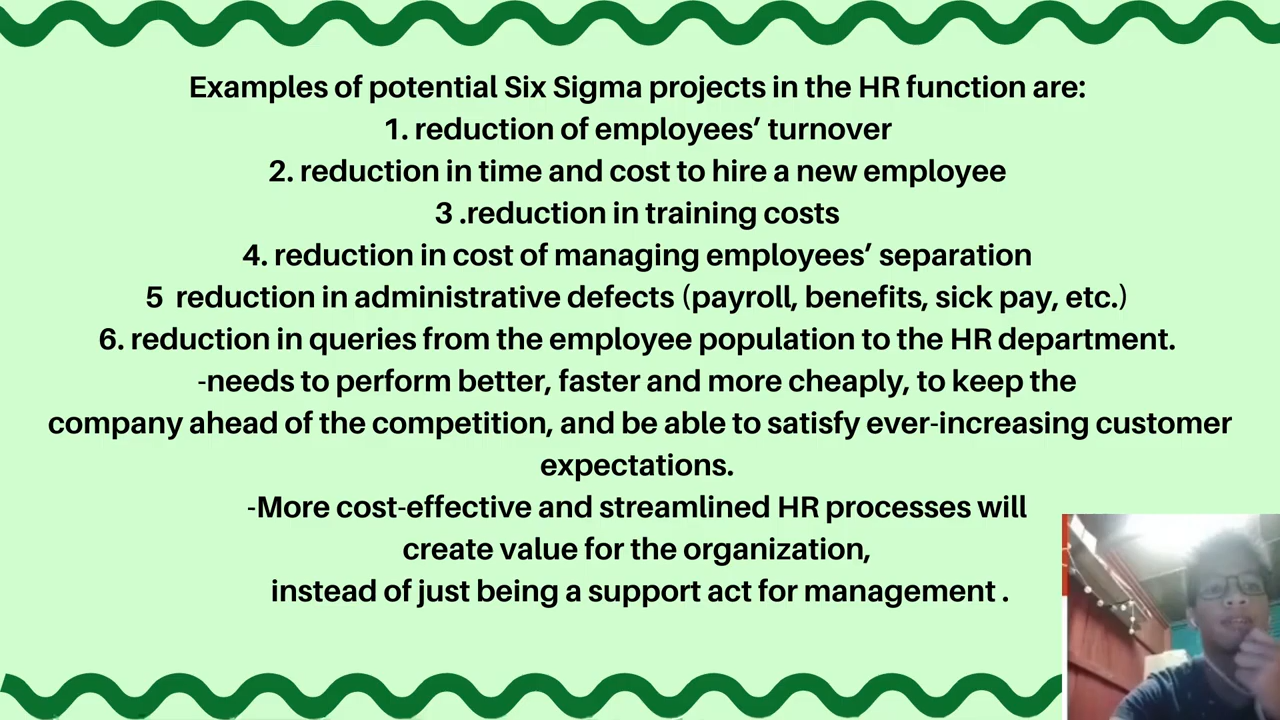 Examples of potential Six Sigma projects in the HR function are:
1. reduction of employees’ turnover
2. reduction in time and cost to hire a new employee
3 .reduction in training costs
4. reduction in cost of managing employees’ separation
5  reduction in administrative defects (payroll, benefits, sick pay, etc.)
6. reduction in queries from the employee population to the HR department.
-needs to perform better, faster and more cheaply, to keep the
company ahead of the competition, and be able to satisfy ever-increasing customer
expectations.
-More cost-effective and streamlined HR processes will
create value for the organization,
instead of just being a support act for management .